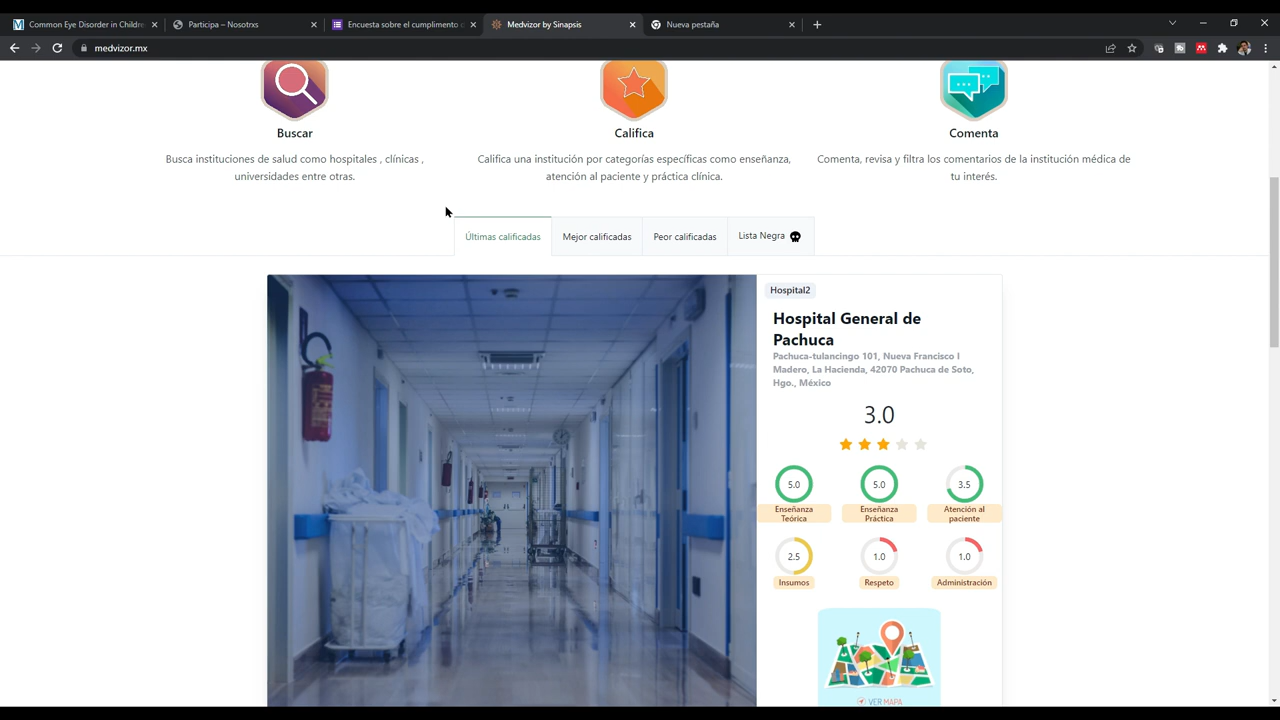 Common Eye Disorder in Childre
Participa – Nosotrxs
Encuesta sobre el cumplimento
Medvizor by Sinapsis
Nueva pestaña
medvizor.mx
Buscar
Busca instituciones de salud como hospitales , clínicas ,
universidades entre otras.
Califica
Califica una institución por categorías específicas como enseñanza,
atención al paciente y práctica clínica.
Comenta
Comenta, revisa y filtra los comentarios de la institución médica de
tu interés.
Últimas calificadas
Mejor calificadas
Peor calificadas
Lista Negra
Hospital2
Hospital General de
Pachuca
Pachuca-tulancingo 101, Nueva Francisco I
Madero, La Hacienda, 42070 Pachuca de Soto,
Hgo., México
3.0
5.0
Enseñanza
Teórica
5.0
Enseñanza
Práctica
3.5
Atención al
paciente
2.5
Insumos
1.0
Respeto
1.0
Administración
VER MAPA